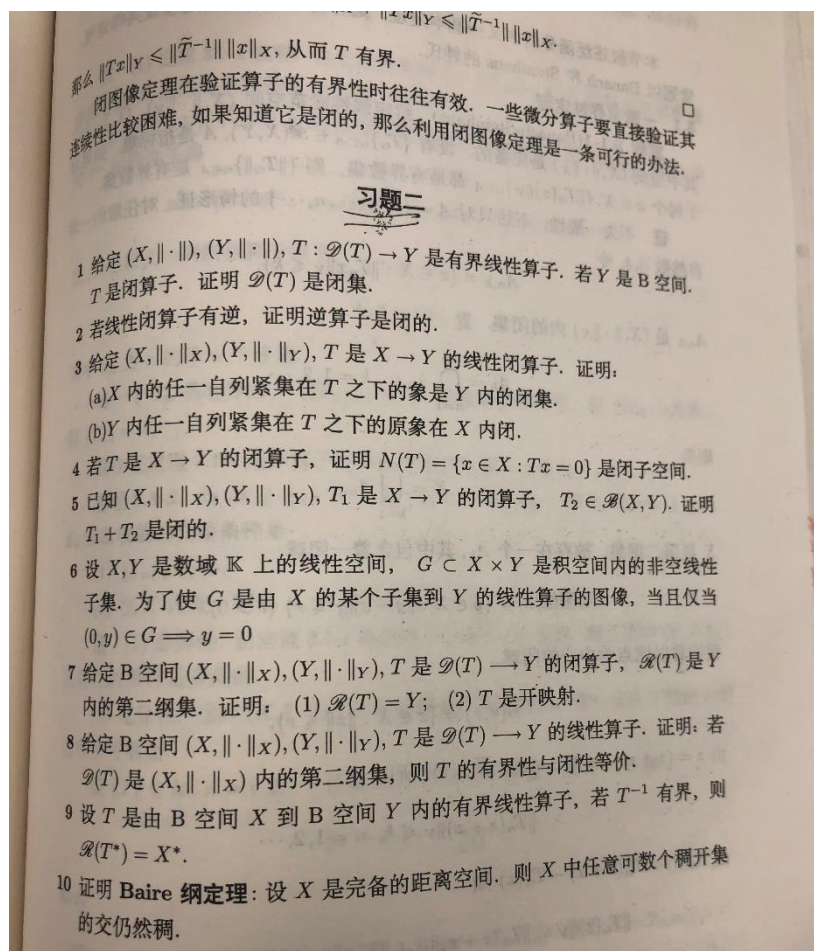 ‖Tx‖_Y ≤ ‖T̃⁻¹‖ ‖x‖_X.
那么 ‖Tx‖_Y ≤ ‖T̃⁻¹‖ ‖x‖_X, 从而 T 有界. □
闭图像定理在验证算子的有界性时往往有效. 一些微分算子要直接验证其
连续性比较困难, 如果知道它是闭的, 那么利用闭图像定理是一条可行的办法.
习题二
1 给定 (X, ‖·‖), (Y, ‖·‖), T : 𝒟(T) → Y 是有界线性算子. 若 Y 是 B 空间.
T 是闭算子. 证明 𝒟(T) 是闭集.
2 若线性闭算子有逆, 证明逆算子是闭的.
3 给定 (X, ‖·‖_X), (Y, ‖·‖_Y), T 是 X → Y 的线性闭算子. 证明:
(a)X 内的任一自列紧集在 T 之下的象是 Y 内的闭集.
(b)Y 内任一自列紧集在 T 之下的原象在 X 内闭.
4 若 T 是 X → Y 的闭算子, 证明 N(T) = {x ∈ X : Tx = 0} 是闭子空间.
5 已知 (X, ‖·‖_X), (Y, ‖·‖_Y), T₁ 是 X → Y 的闭算子, T₂ ∈ ℬ(X,Y). 证明
T₁ + T₂ 是闭的.
6 设 X,Y 是数域 𝕂 上的线性空间, G ⊂ X × Y 是积空间内的非空线性
子集. 为了使 G 是由 X 的某个子集到 Y 的线性算子的图像, 当且仅当
(0,y) ∈ G ⟹ y = 0
7 给定 B 空间 (X, ‖·‖_X), (Y, ‖·‖_Y), T 是 𝒟(T) ⟶ Y 的闭算子, ℛ(T) 是 Y
内的第二纲集. 证明: (1) ℛ(T) = Y; (2) T 是开映射.
8 给定 B 空间 (X, ‖·‖_X), (Y, ‖·‖_Y), T 是 𝒟(T) ⟶ Y 的线性算子. 证明: 若
𝒟(T) 是 (X, ‖·‖_X) 内的第二纲集, 则 T 的有界性与闭性等价.
9 设 T 是由 B 空间 X 到 B 空间 Y 内的有界线性算子, 若 T⁻¹ 有界, 则
ℛ(T*) = X*.
10 证明 Baire 纲定理: 设 X 是完备的距离空间. 则 X 中任意可数个稠开集
的交仍然稠.